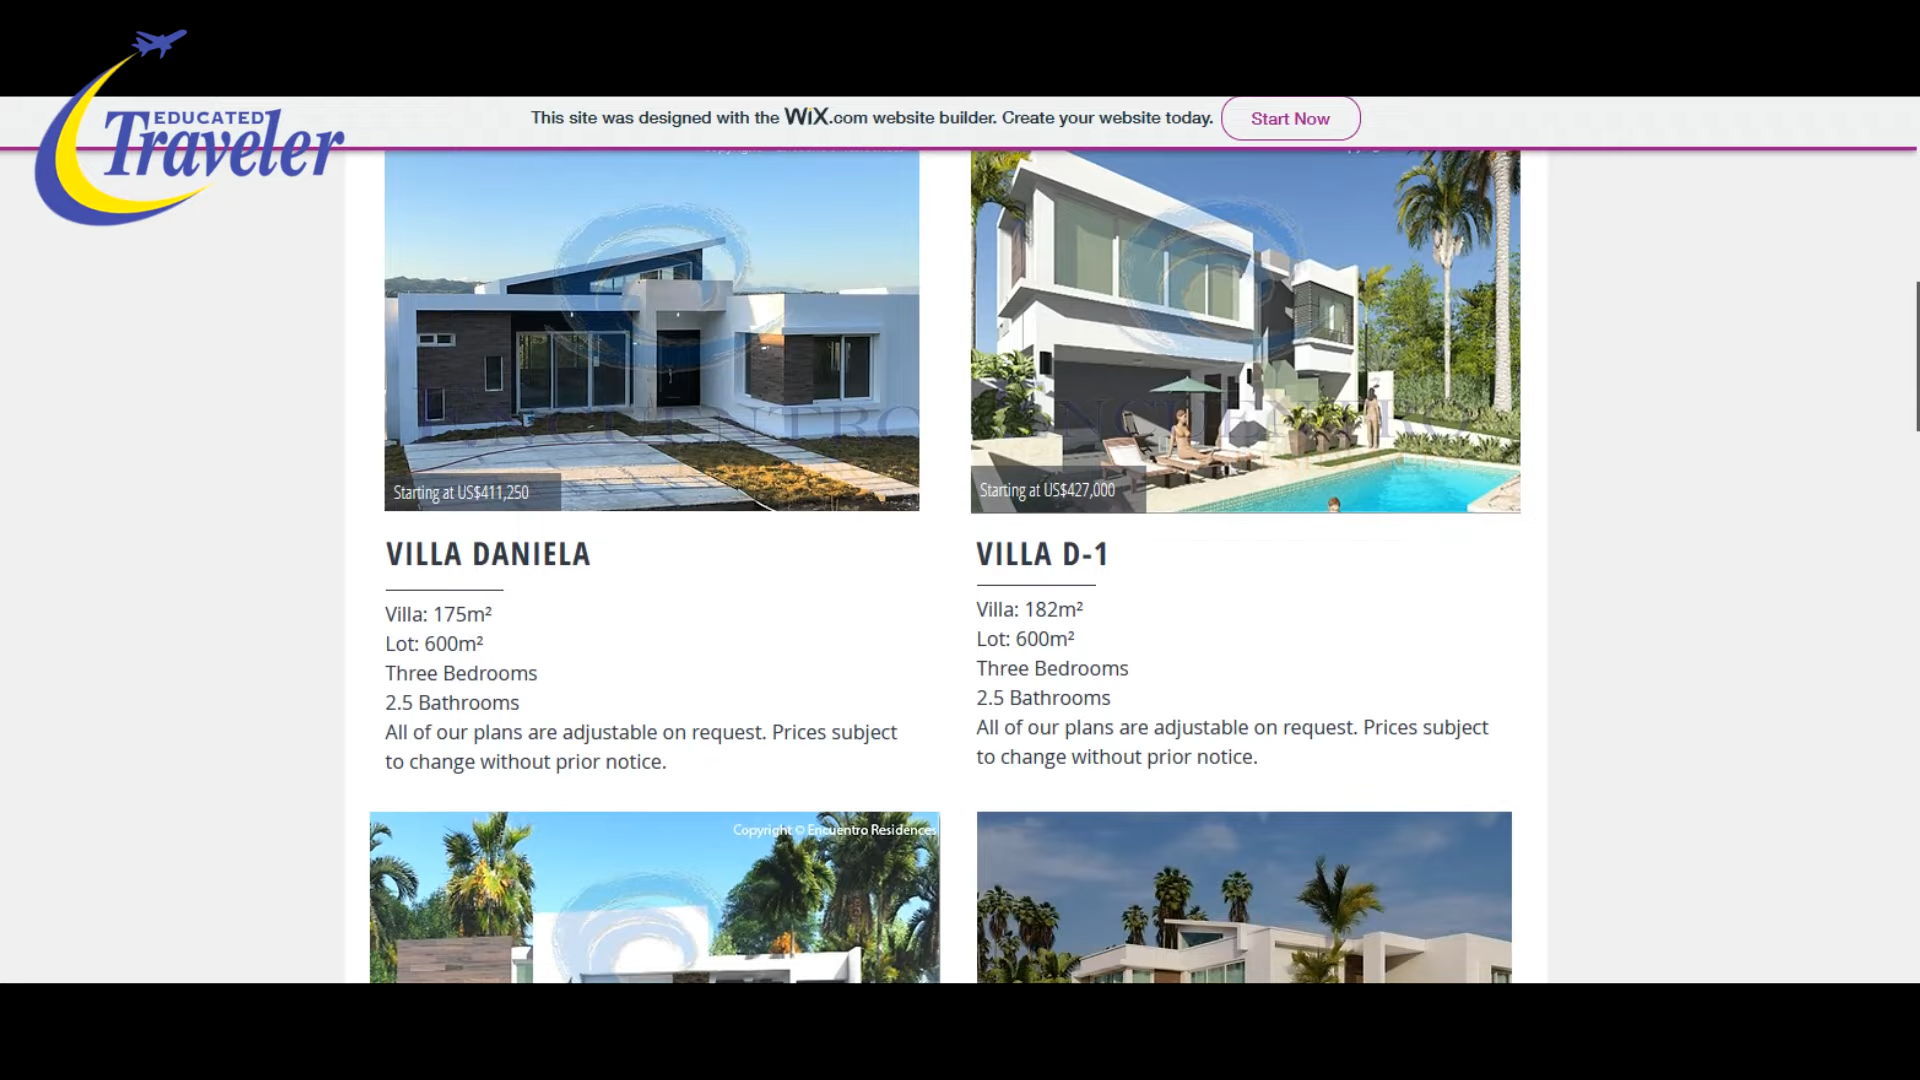 EDUCATED
Traveler
This site was designed with the WiX.com website builder. Create your website today.
Start Now
ENCUENTRO
Starting at US$411,250
ENCUENTRO
Starting at US$427,000
VILLA DANIELA
Villa: 175m²
Lot: 600m²
Three Bedrooms
2.5 Bathrooms
All of our plans are adjustable on request. Prices subject
to change without prior notice.
VILLA D-1
Villa: 182m²
Lot: 600m²
Three Bedrooms
2.5 Bathrooms
All of our plans are adjustable on request. Prices subject
to change without prior notice.
Copyright © Encuentro Residences